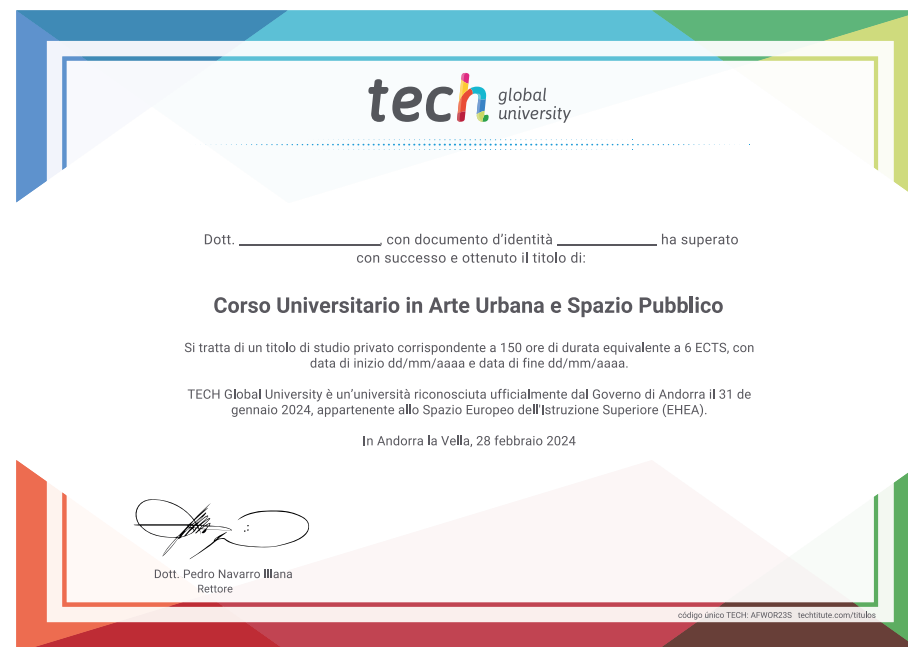 tech global university
Dott. ____________________, con documento d'identità ______________ ha superato
con successo e ottenuto il titolo di:
Corso Universitario in Arte Urbana e Spazio Pubblico
Si tratta di un titolo di studio privato corrispondente a 150 ore di durata equivalente a 6 ECTS, con
data di inizio dd/mm/aaaa e data di fine dd/mm/aaaa.
TECH Global University è un'università riconosciuta ufficialmente dal Governo di Andorra il 31 de
gennaio 2024, appartenente allo Spazio Europeo dell'Istruzione Superiore (EHEA).
In Andorra la Vella, 28 febbraio 2024
Dott. Pedro Navarro Illana
Rettore
código único TECH: AFWOR23S techtitute.com/titulos